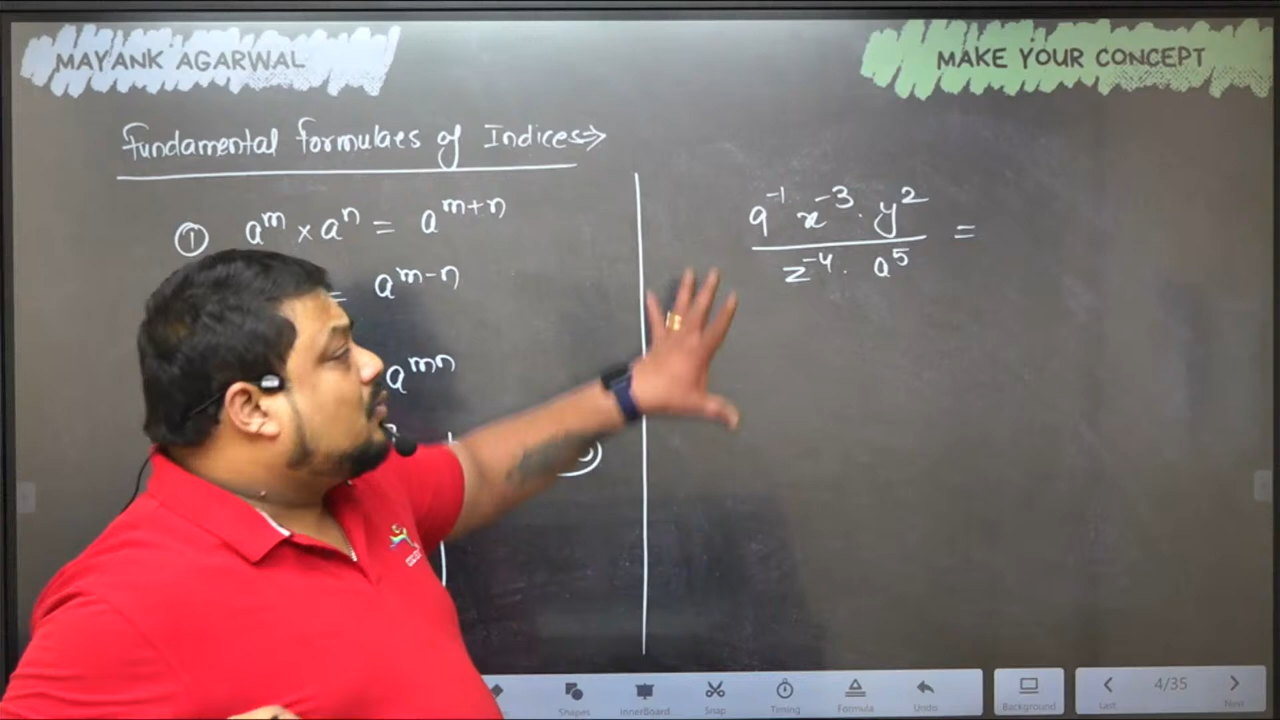 MAYANK AGARWAL
MAKE YOUR CONCEPT
Fundamental formulaes of Indices→
① a^m × a^n = a^{m+n}
= a^{m-n}
a^{mn}
a^{-1} x^{-3} · y^2 / z^{-4} · a^5 =
Shapes
InnerBoard
Snap
Timing
Formula
Undo
Background
Last
4/35
Next